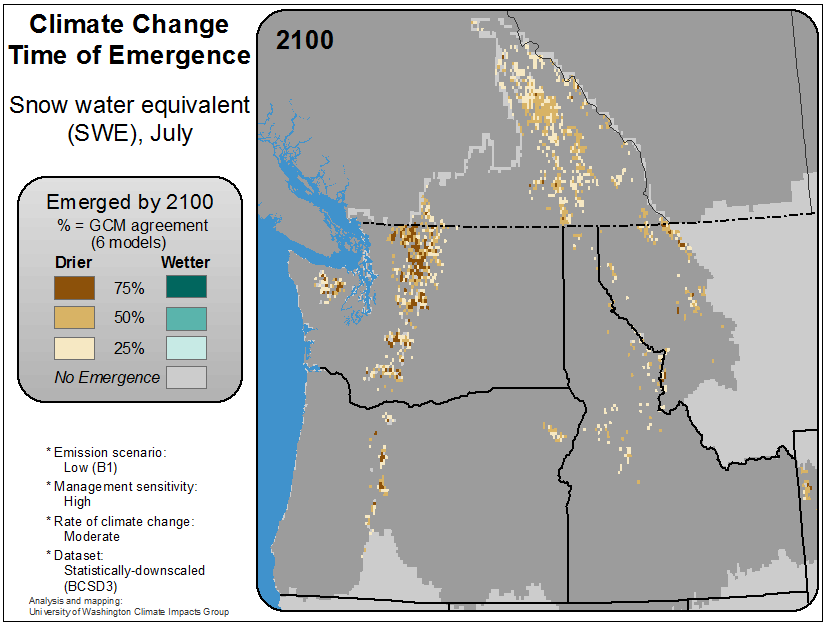 Climate Change
Time of Emergence
Snow water equivalent
(SWE), July
2100
Emerged by 2100
% = GCM agreement
(6 models)
Drier Wetter
75%
50%
25%
No Emergence
* Emission scenario:
Low (B1)
* Management sensitivity:
High
* Rate of climate change:
Moderate
* Dataset:
Statistically-downscaled
(BCSD3)
Analysis and mapping:
University of Washington Climate Impacts Group